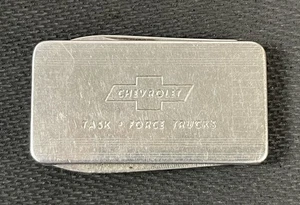 CHEVROLET
TASK • FORCE TRUCKS